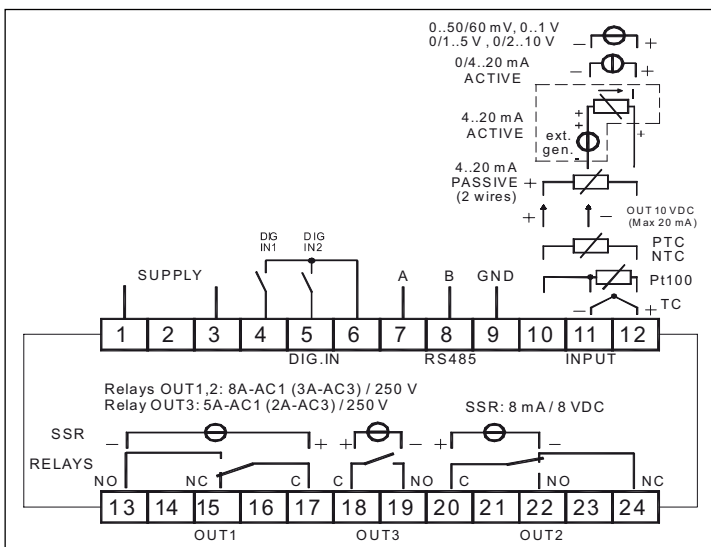 0..50/60 mV, 0..1 V
0/1..5 V , 0/2..10 V
− +
0/4..20 mA
ACTIVE
− +
I
4..20 mA
ACTIVE
+
+
ext.
gen.
-
+
4..20 mA
PASSIVE
(2 wires)
+
+ −
OUT 10 VDC
(Max 20 mA)
PTC
NTC
Pt100
− + TC
DIG
IN1
DIG
IN2
SUPPLY
A B GND
1 2 3 4 5 6 7 8 9 10 11 12
DIG.IN RS485 INPUT
Relays OUT1,2: 8A-AC1 (3A-AC3) / 250 V
Relay OUT3: 5A-AC1 (2A-AC3) / 250 V
SSR: 8 mA / 8 VDC
SSR − + + − + −
RELAYS
NO NC C C NO C NO NC
13 14 15 16 17 18 19 20 21 22 23 24
OUT1 OUT3 OUT2